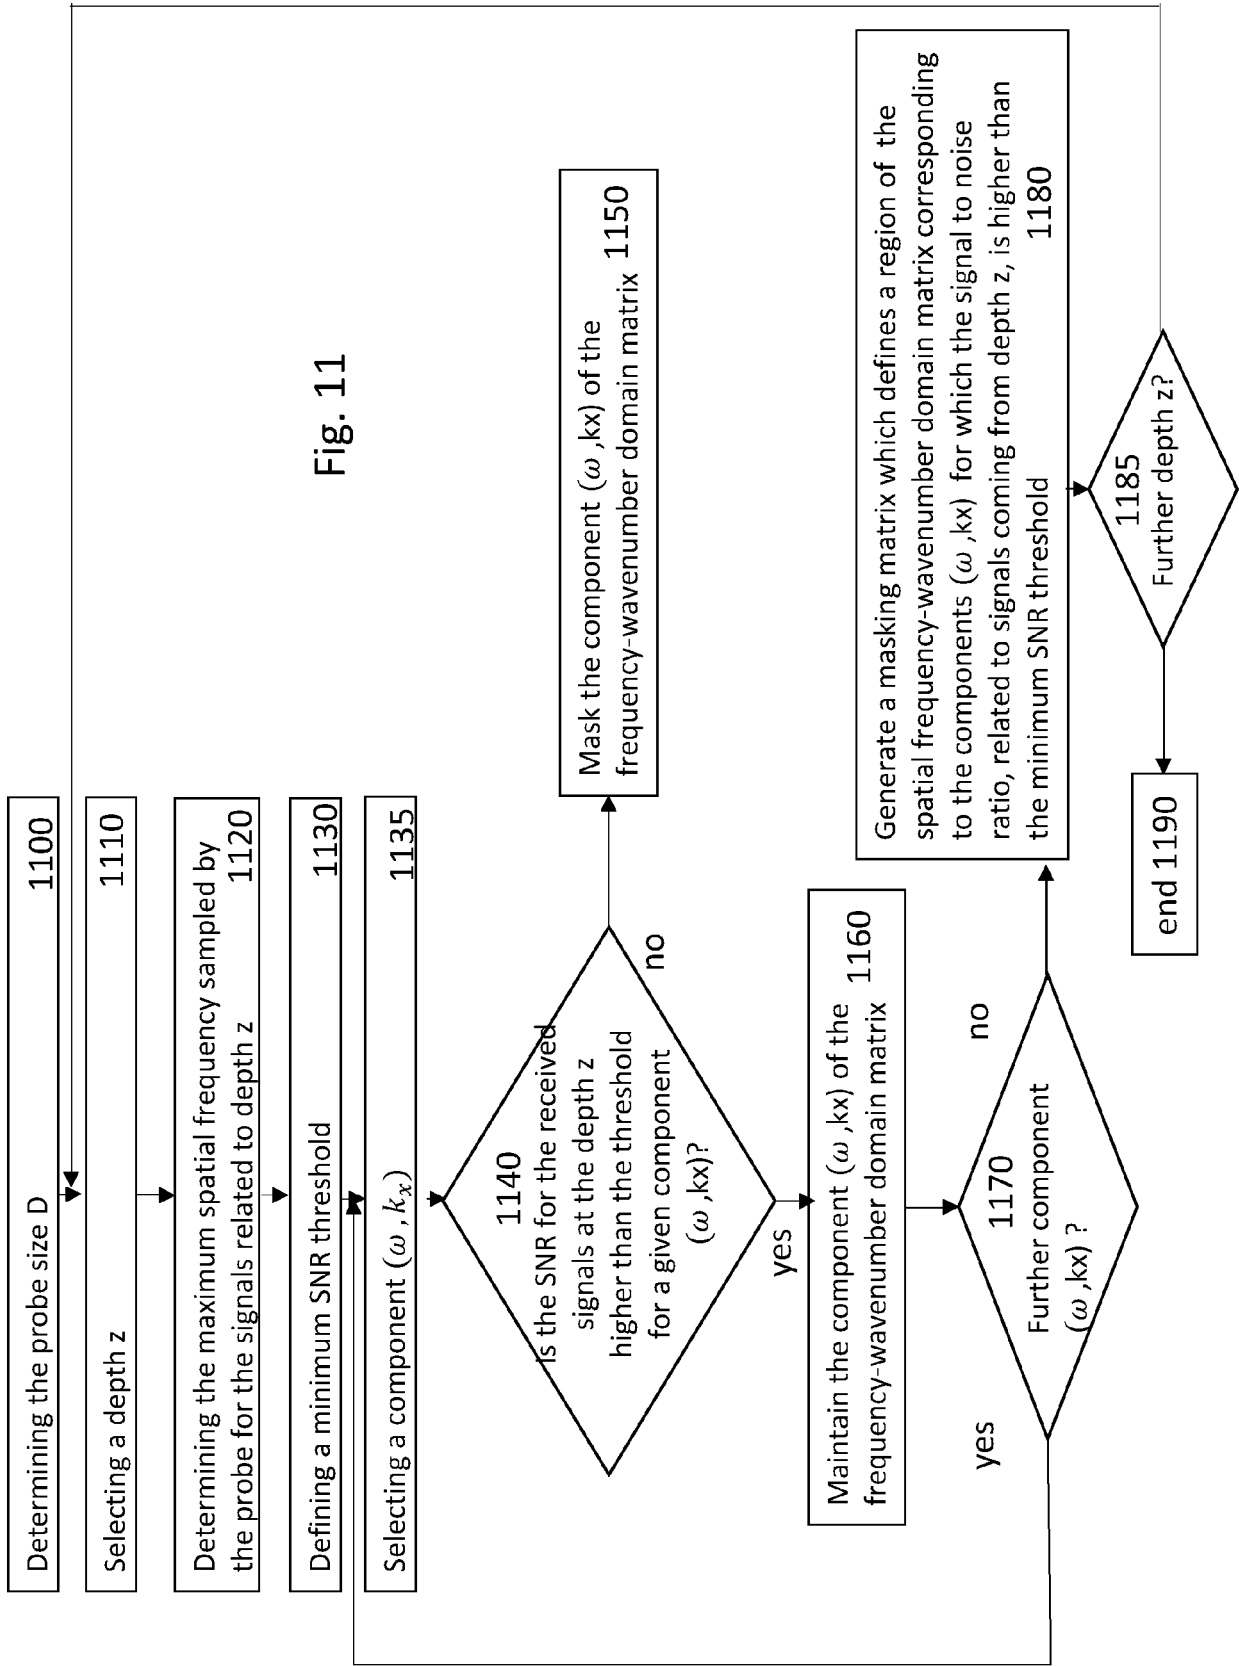 Determining the probe size D 1100
Selecting a depth z 1110
Determining the maximum spatial frequency sampled by
the probe for the signals related to depth z 1120
Defining a minimum SNR threshold 1130
Selecting a component (ω, kₓ) 1135
Fig. 11
1140
Is the SNR for the received
signals at the depth z
higher than the threshold
for a given component
(ω,kx)?
no
Mask the component (ω,kx) of the
frequency-wavenumber domain matrix 1150
yes
Maintain the component (ω,kx) of the
frequency-wavenumber domain matrix 1160
1170
Further component
(ω,kx) ?
yes
no
Generate a masking matrix which defines a region of the
spatial frequency-wavenumber domain matrix corresponding
to the components (ω,kx) for which the signal to noise
ratio, related to signals coming from depth z, is higher than
the minimum SNR threshold 1180
1185
Further depth z?
end 1190